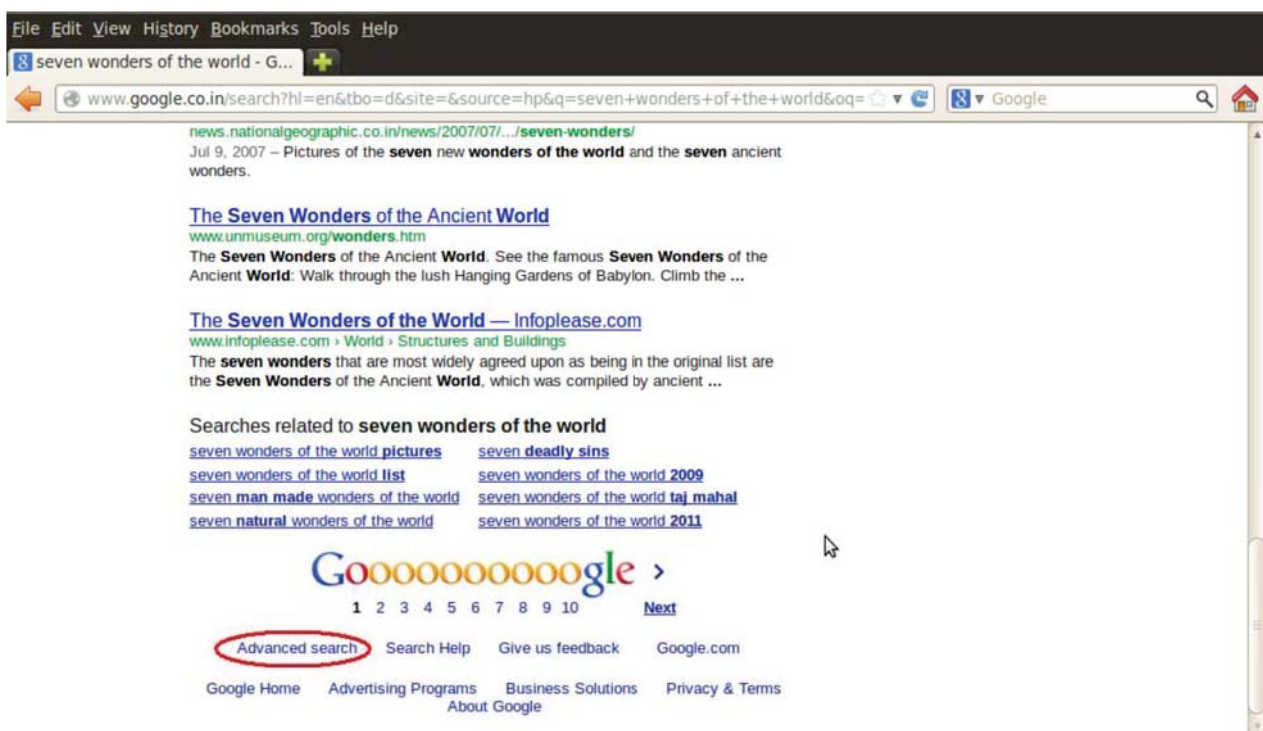 File Edit View History Bookmarks Tools Help
seven wonders of the world - G...
www.google.co.in/search?hl=en&tbo=d&site=&source=hp&q=seven+wonders+of+the+world&oq= Google
news.nationalgeographic.co.in/news/2007/07/.../seven-wonders/
Jul 9, 2007 – Pictures of the seven new wonders of the world and the seven ancient
wonders.
The Seven Wonders of the Ancient World
www.unmuseum.org/wonders.htm
The Seven Wonders of the Ancient World. See the famous Seven Wonders of the
Ancient World: Walk through the lush Hanging Gardens of Babylon. Climb the ...
The Seven Wonders of the World — Infoplease.com
www.infoplease.com › World › Structures and Buildings
The seven wonders that are most widely agreed upon as being in the original list are
the Seven Wonders of the Ancient World, which was compiled by ancient ...
Searches related to seven wonders of the world
seven wonders of the world pictures seven deadly sins
seven wonders of the world list seven wonders of the world 2009
seven man made wonders of the world seven wonders of the world taj mahal
seven natural wonders of the world seven wonders of the world 2011
Goooooooooogle >
1 2 3 4 5 6 7 8 9 10 Next
Advanced search Search Help Give us feedback Google.com
Google Home Advertising Programs Business Solutions Privacy & Terms
About Google